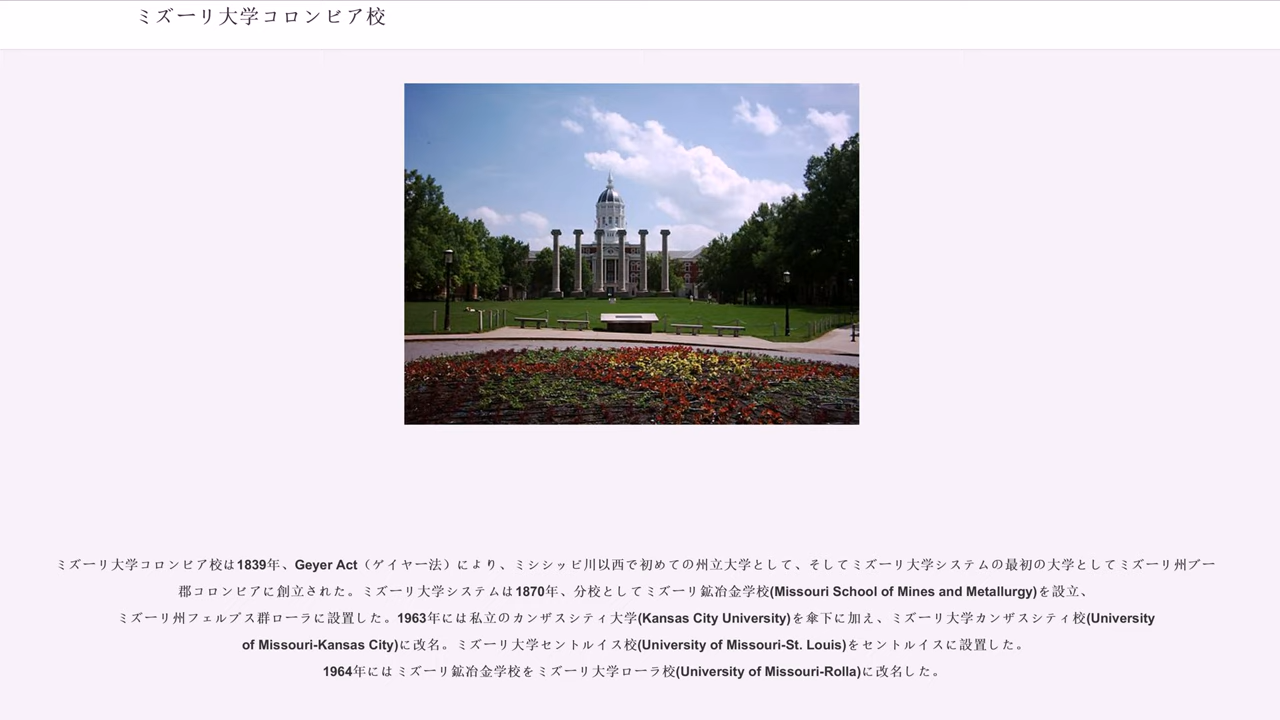 ミズーリ大学コロンビア校
ミズーリ大学コロンビア校は1839年、Geyer Act（ゲイヤー法）により、ミシシッピ川以西で初めての州立大学として、そしてミズーリ大学システムの最初の大学としてミズーリ州ブー
郡コロンビアに創立された。ミズーリ大学システムは1870年、分校としてミズーリ鉱冶金学校(Missouri School of Mines and Metallurgy)を設立、
ミズーリ州フェルプス群ローラに設置した。1963年には私立のカンザスシティ大学(Kansas City University)を傘下に加え、ミズーリ大学カンザスシティ校(University
of Missouri-Kansas City)に改名。ミズーリ大学セントルイス校(University of Missouri-St. Louis)をセントルイスに設置した。
1964年にはミズーリ鉱冶金学校をミズーリ大学ローラ校(University of Missouri-Rolla)に改名した。